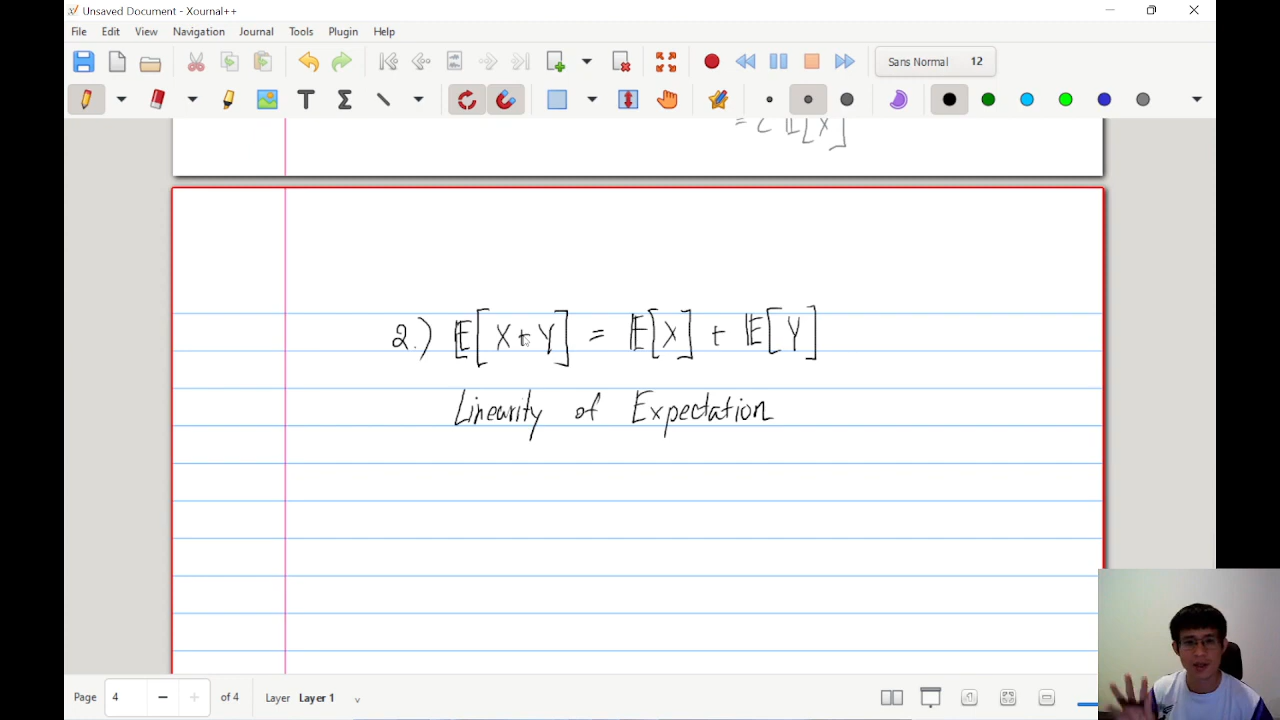 Unsaved Document - Xournal++
File Edit View Navigation Journal Tools Plugin Help
Sans Normal 12
= c 𝔼[X]
2.) 𝔼[X+Y] = 𝔼[X] + 𝔼[Y]
Linearity of Expectation
Page 4 of 4 Layer Layer 1